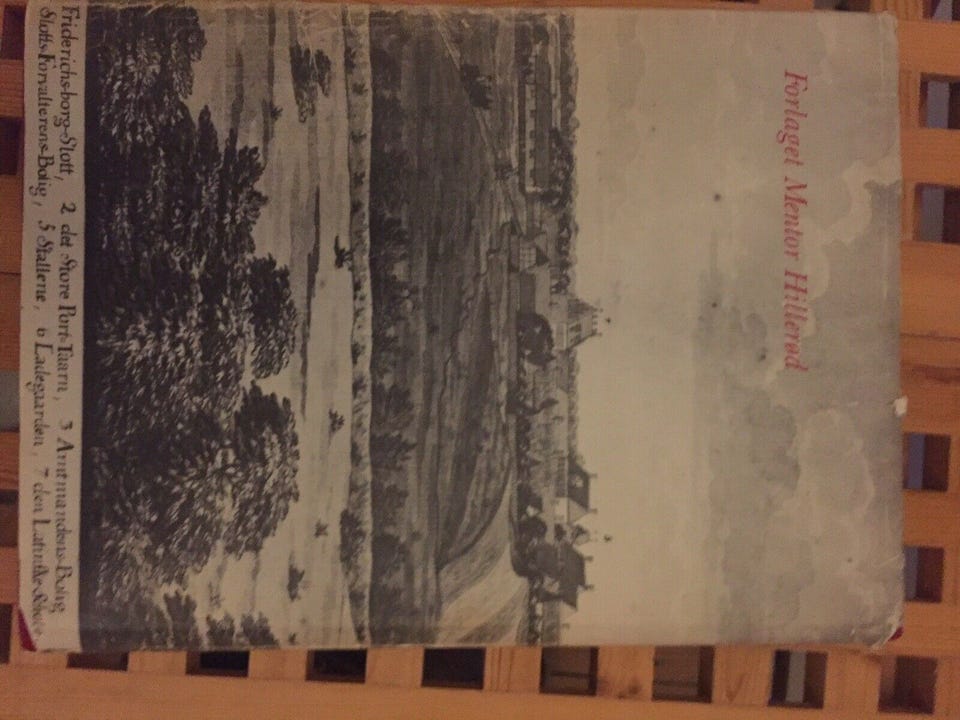 Forlaget Mentor Hillerød
Friderichs-borg-Slott, 2 det Store Port-Taarn, 3 Amtmandens-Bolig
Slotts-Forvalterens-Bolig, 5 Stallene, 6 Ladegaarden, 7 den Latinske-Schole